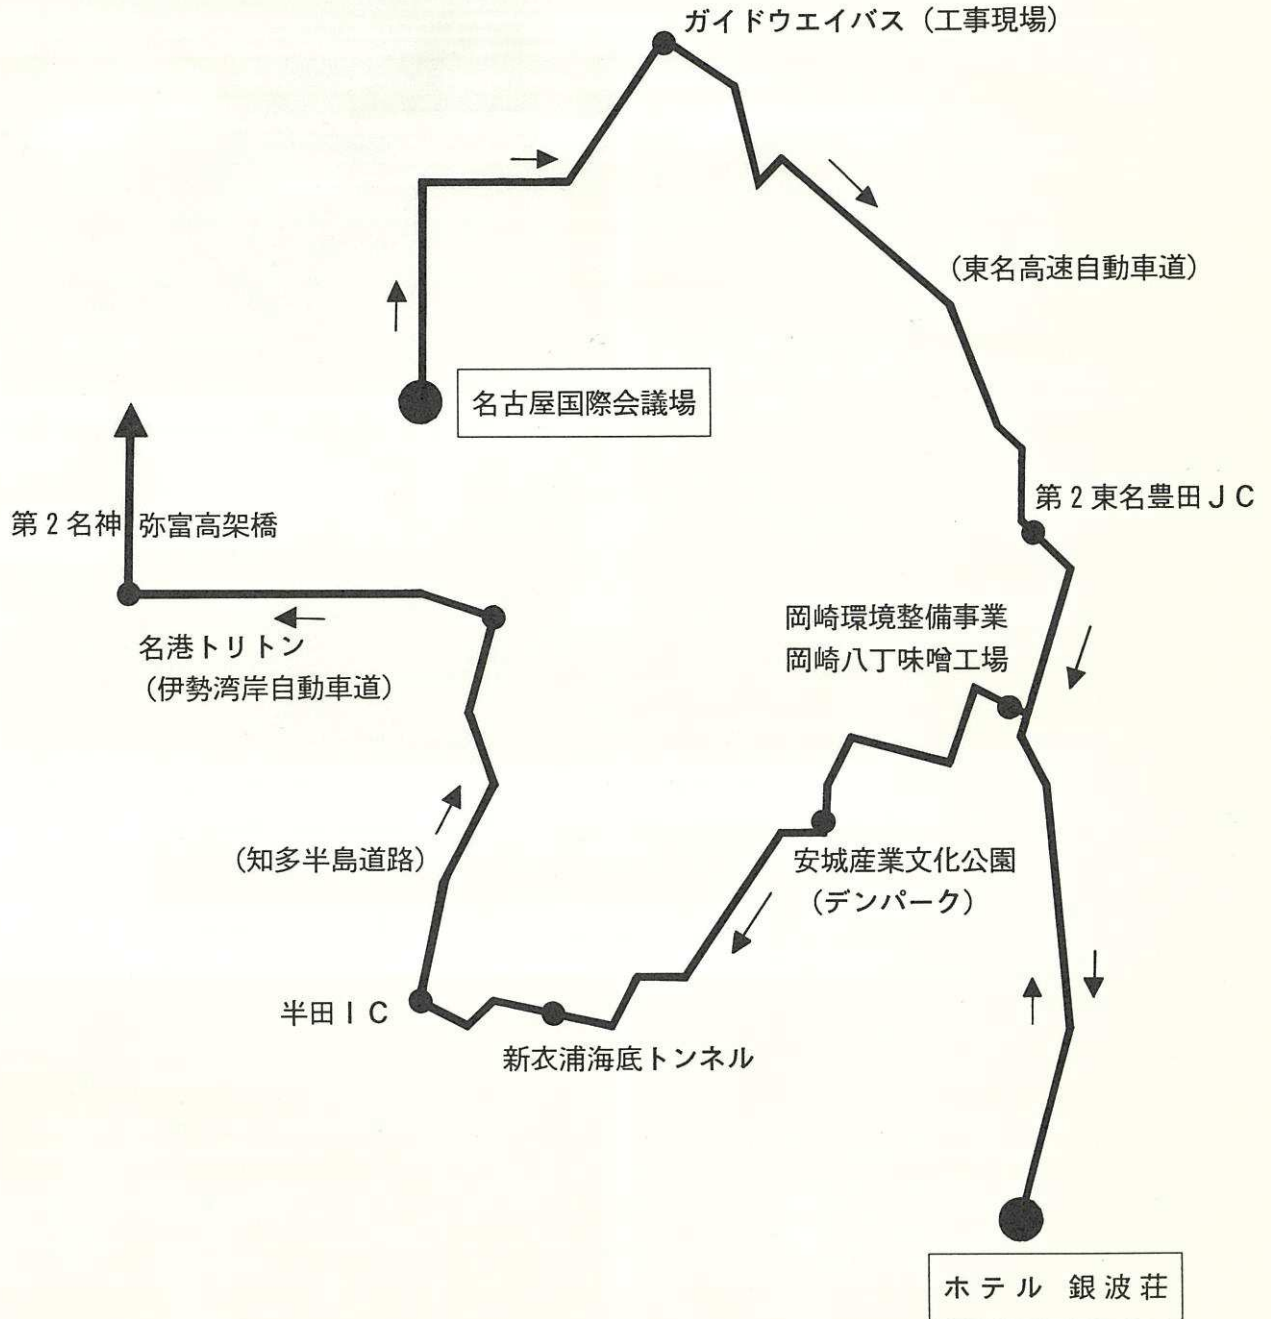 ガイドウエイバス（工事現場）
（東名高速自動車道）
名古屋国際会議場
第２東名豊田ＪＣ
第２名神 弥富高架橋
岡崎環境整備事業
岡崎八丁味噌工場
名港トリトン
（伊勢湾岸自動車道）
（知多半島道路）
安城産業文化公園
（デンパーク）
半田ＩＣ
新衣浦海底トンネル
ホテル 銀波荘